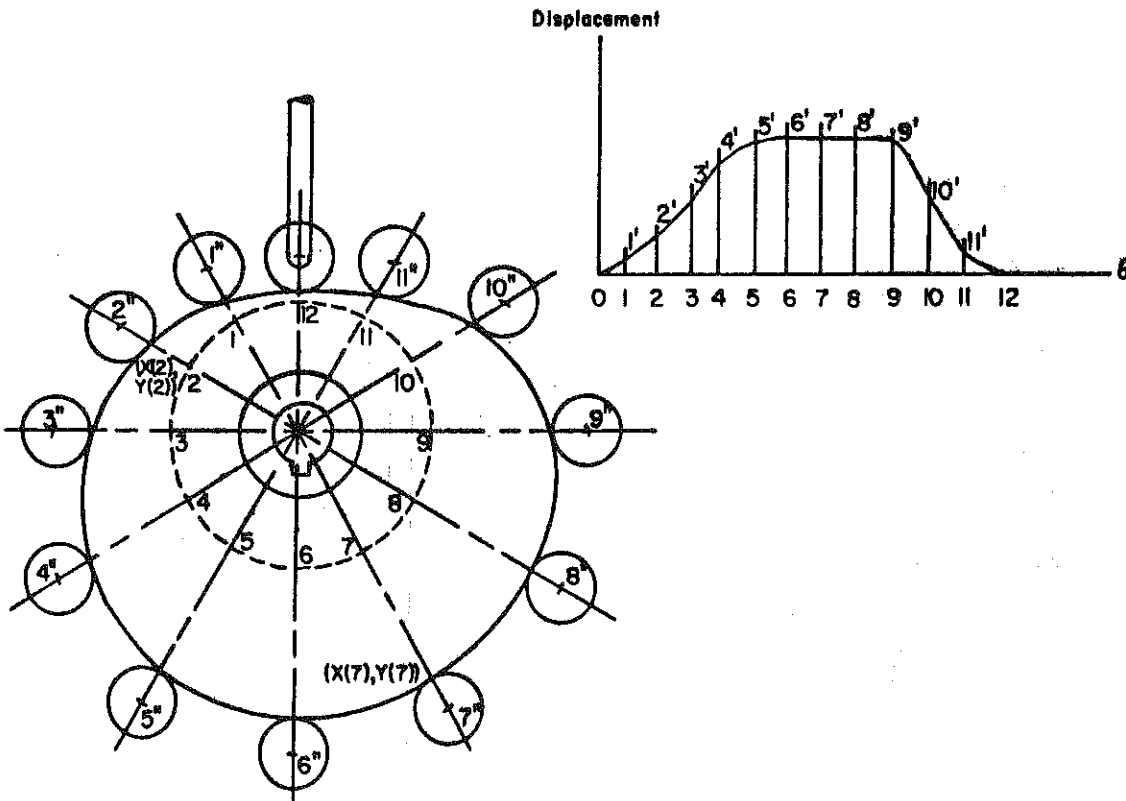 Displacement
1' 2' 3' 4' 5' 6' 7' 8' 9' 10' 11'
θ
0 1 2 3 4 5 6 7 8 9 10 11 12
1" 11"
2" 10"
12
1 11
(X(2),
Y(2)) 2 10
3" 3 9 9"
4 8
5 7
6
4" 8"
(X(7),Y(7))
5" 7"
6"